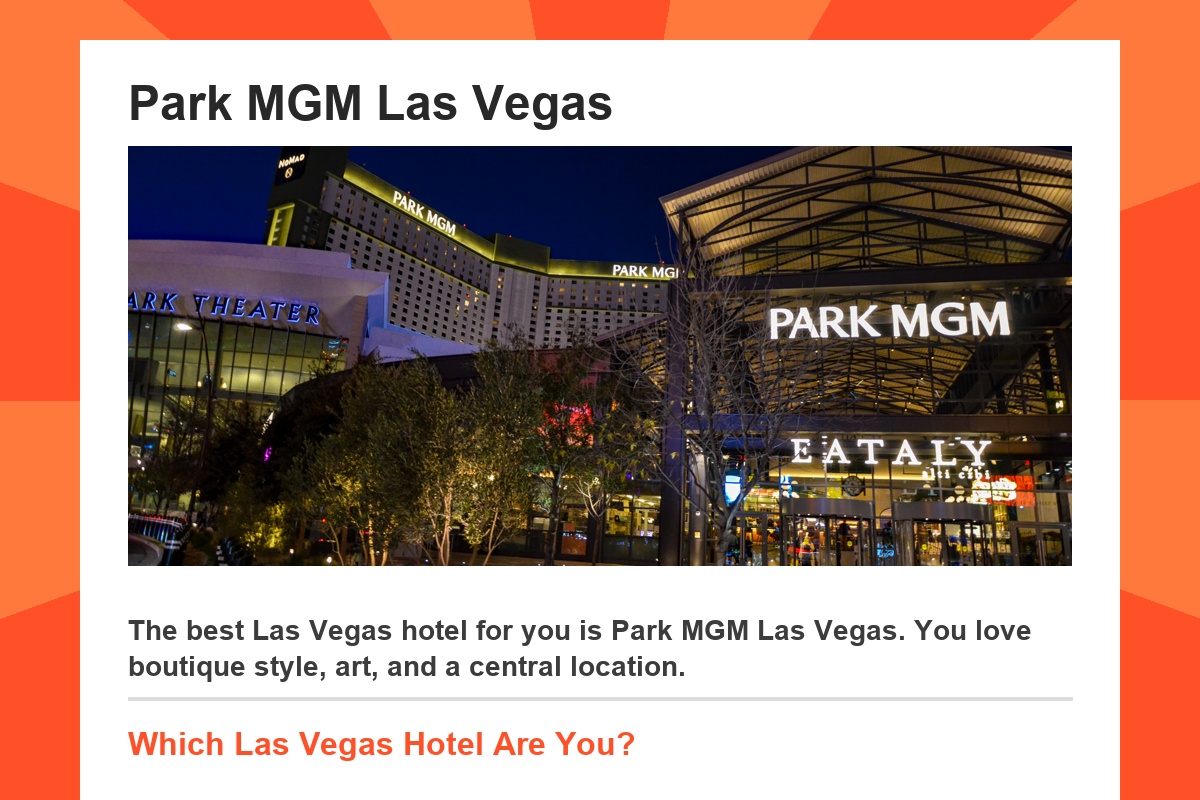 Park MGM Las Vegas
NOMAD
PARK MGM
PARK MGM
ARK THEATER
PARK MGM
EATALY
alti cibi
The best Las Vegas hotel for you is Park MGM Las Vegas. You love
boutique style, art, and a central location.
Which Las Vegas Hotel Are You?